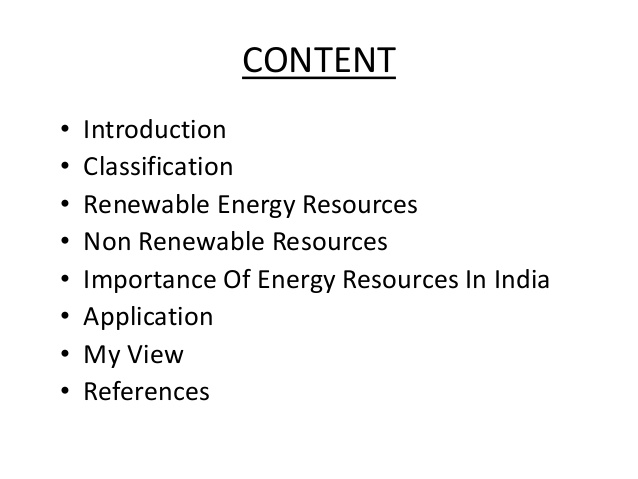 CONTENT
• Introduction
• Classification
• Renewable Energy Resources
• Non Renewable Resources
• Importance Of Energy Resources In India
• Application
• My View
• References